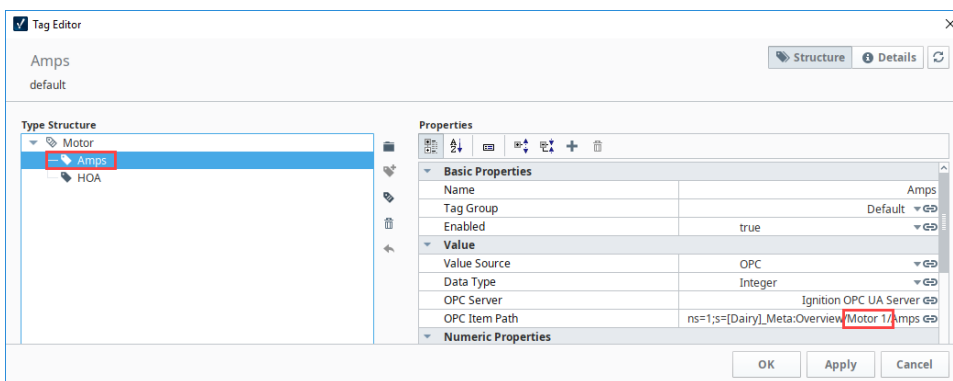 Tag Editor
Amps
Structure Details
default
Type Structure
Motor
Amps
HOA
Properties
Basic Properties
Name Amps
Tag Group Default
Enabled true
Value
Value Source OPC
Data Type Integer
OPC Server Ignition OPC UA Server
OPC Item Path ns=1;s=[Dairy]_Meta:Overview/Motor 1/Amps
Numeric Properties
OK Apply Cancel